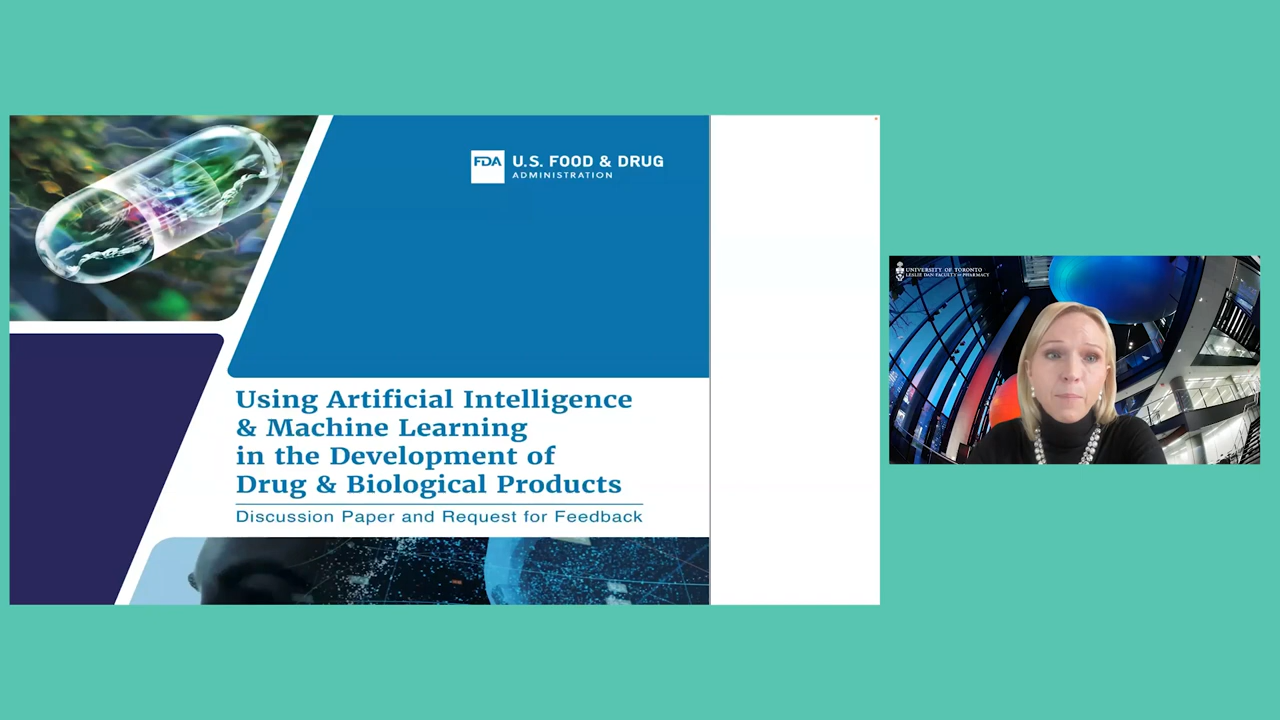 FDA U.S. FOOD & DRUG
ADMINISTRATION
Using Artificial Intelligence
& Machine Learning
in the Development of
Drug & Biological Products
Discussion Paper and Request for Feedback
UNIVERSITY OF TORONTO
LESLIE DAN FACULTY OF PHARMACY